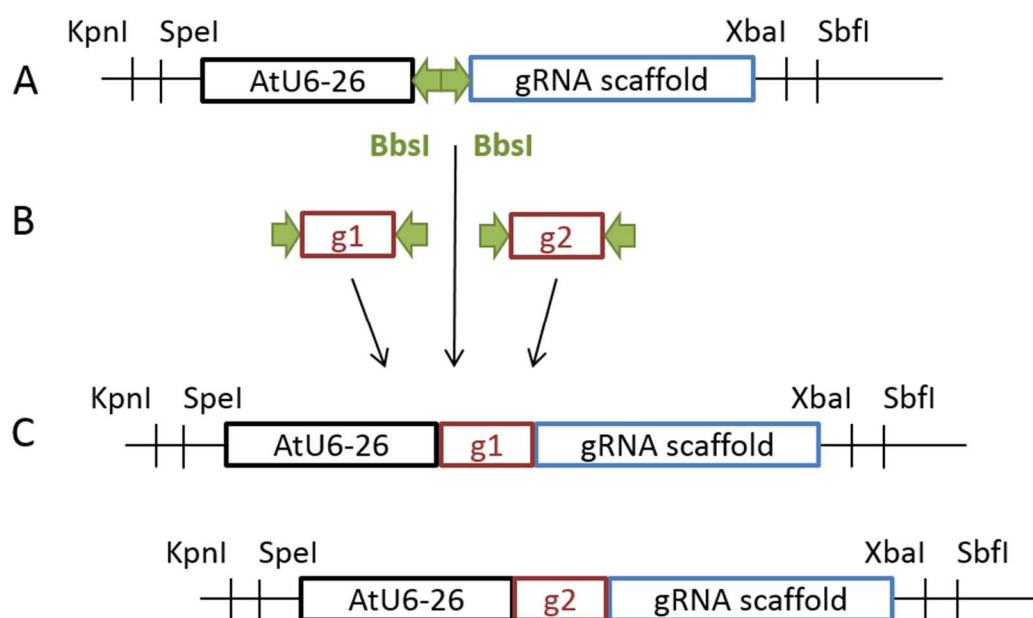 KpnI SpeI XbaI SbfI
A AtU6-26 gRNA scaffold
BbsI BbsI
B g1 g2
KpnI SpeI XbaI SbfI
C AtU6-26 g1 gRNA scaffold
KpnI SpeI XbaI SbfI
AtU6-26 g2 gRNA scaffold